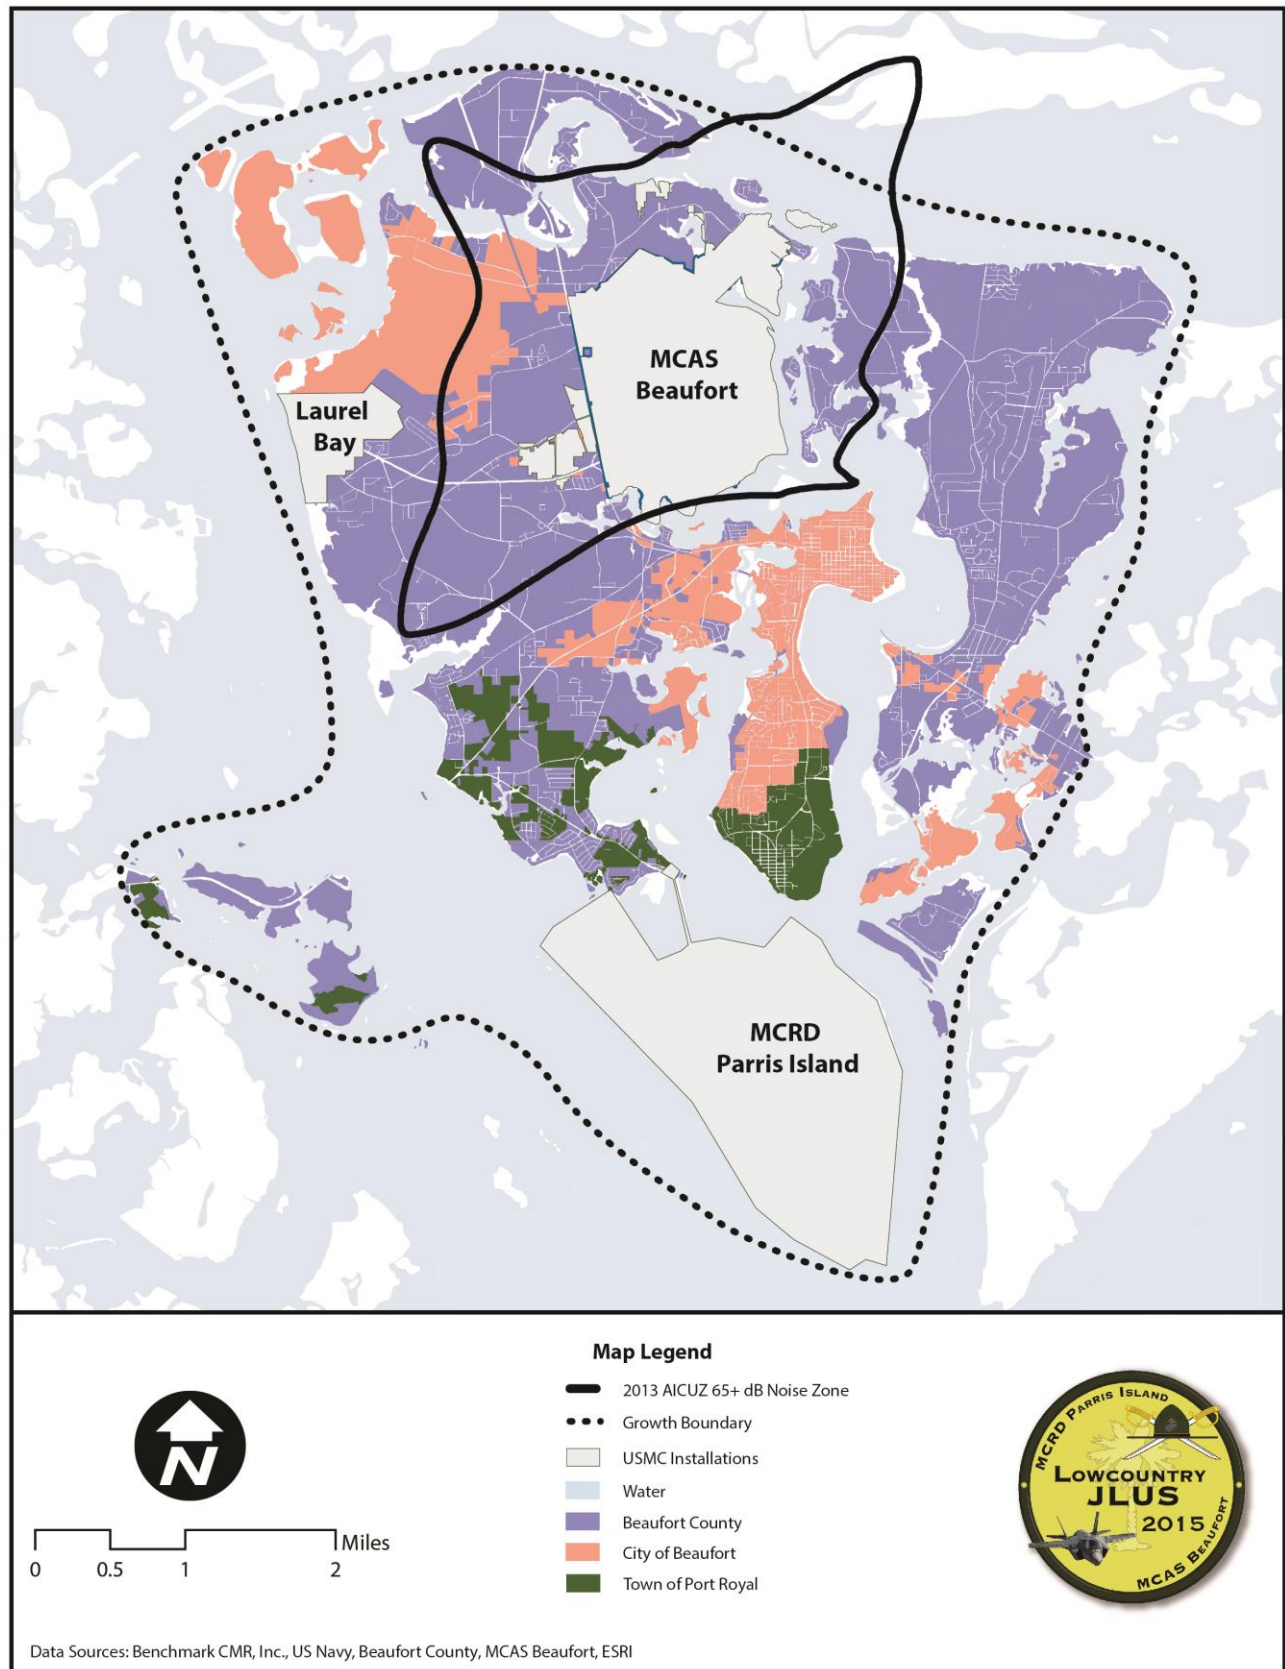 MCAS
Beaufort
Laurel
Bay
MCRD
Parris Island
Map Legend
2013 AICUZ 65+ dB Noise Zone
Growth Boundary
USMC Installations
Water
Beaufort County
City of Beaufort
Town of Port Royal
N
Miles
0 0.5 1 2
MCRD PARRIS ISLAND
LOWCOUNTRY
JLUS
2015
MCAS BEAUFORT
Data Sources: Benchmark CMR, Inc., US Navy, Beaufort County, MCAS Beaufort, ESRI